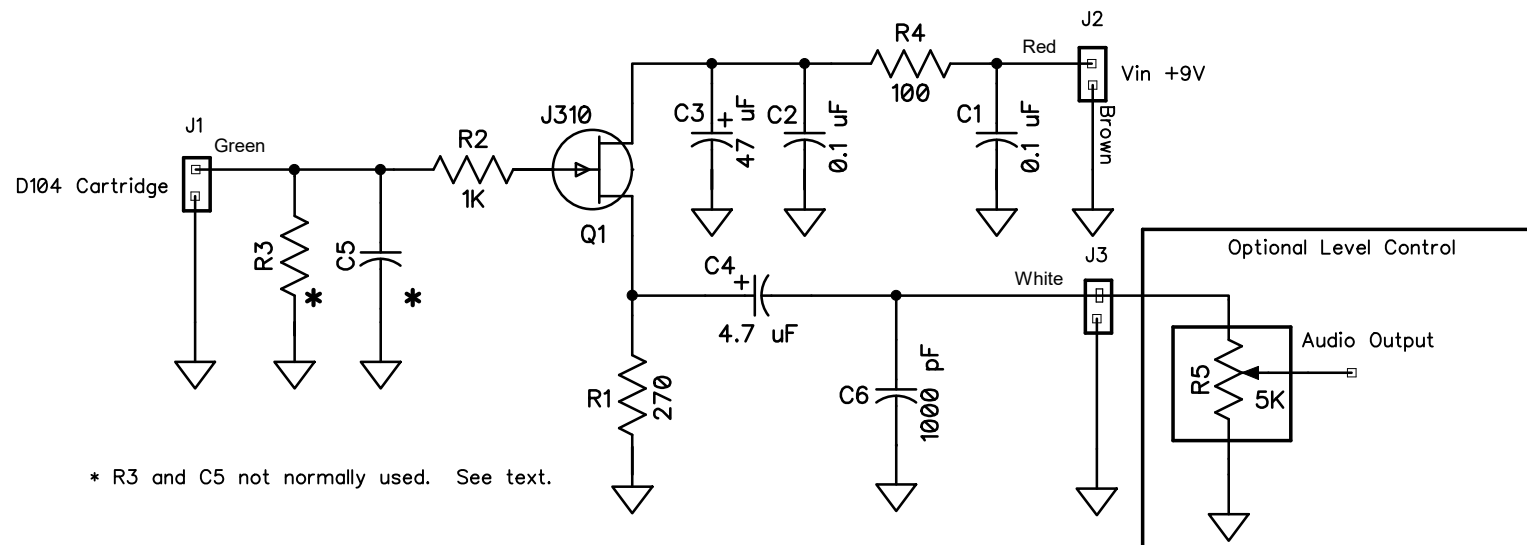 J2
R4
Red
Vin +9V
100
J310
C3
+
47 uF
C2
0.1 uF
C1
0.1 uF
Brown
J1
Green
R2
1K
D104 Cartridge
Q1
Optional Level Control
R3
*
C5
*
C4
+
4.7 uF
White
J3
Audio Output
R5
5K
R1
270
C6
1000 pF
* R3 and C5 not normally used. See text.